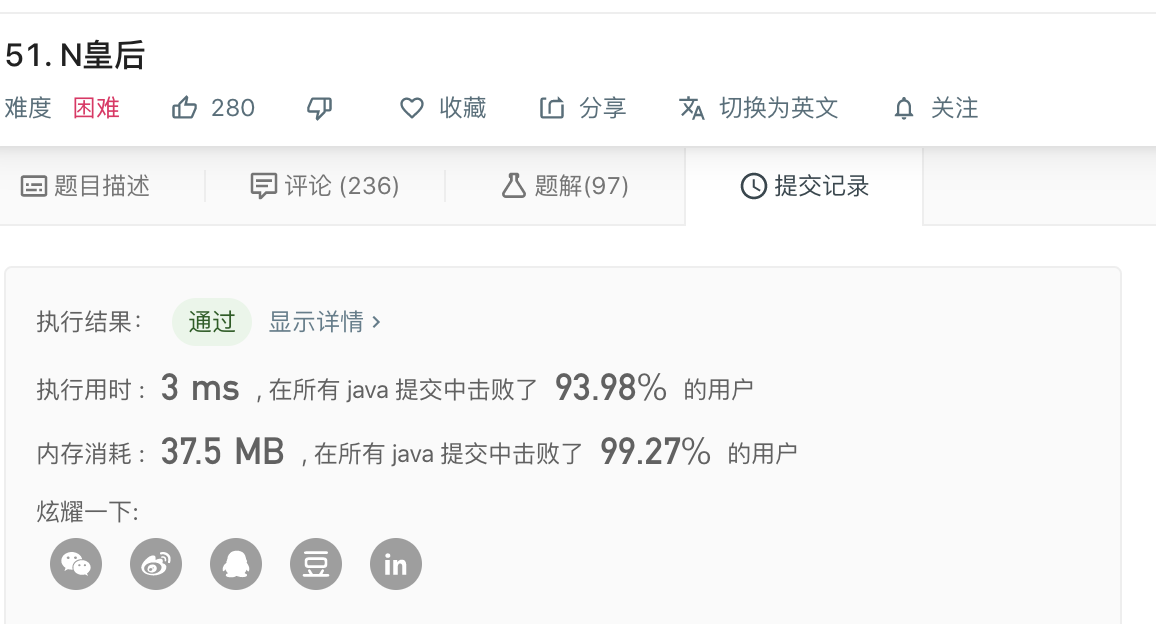 51. N皇后
难度 困难 280 收藏 分享 切换为英文 关注
题目描述 评论 (236) 题解(97) 提交记录
执行结果： 通过 显示详情 ›
执行用时 : 3 ms , 在所有 java 提交中击败了 93.98% 的用户
内存消耗 : 37.5 MB , 在所有 java 提交中击败了 99.27% 的用户
炫耀一下:
豆 in